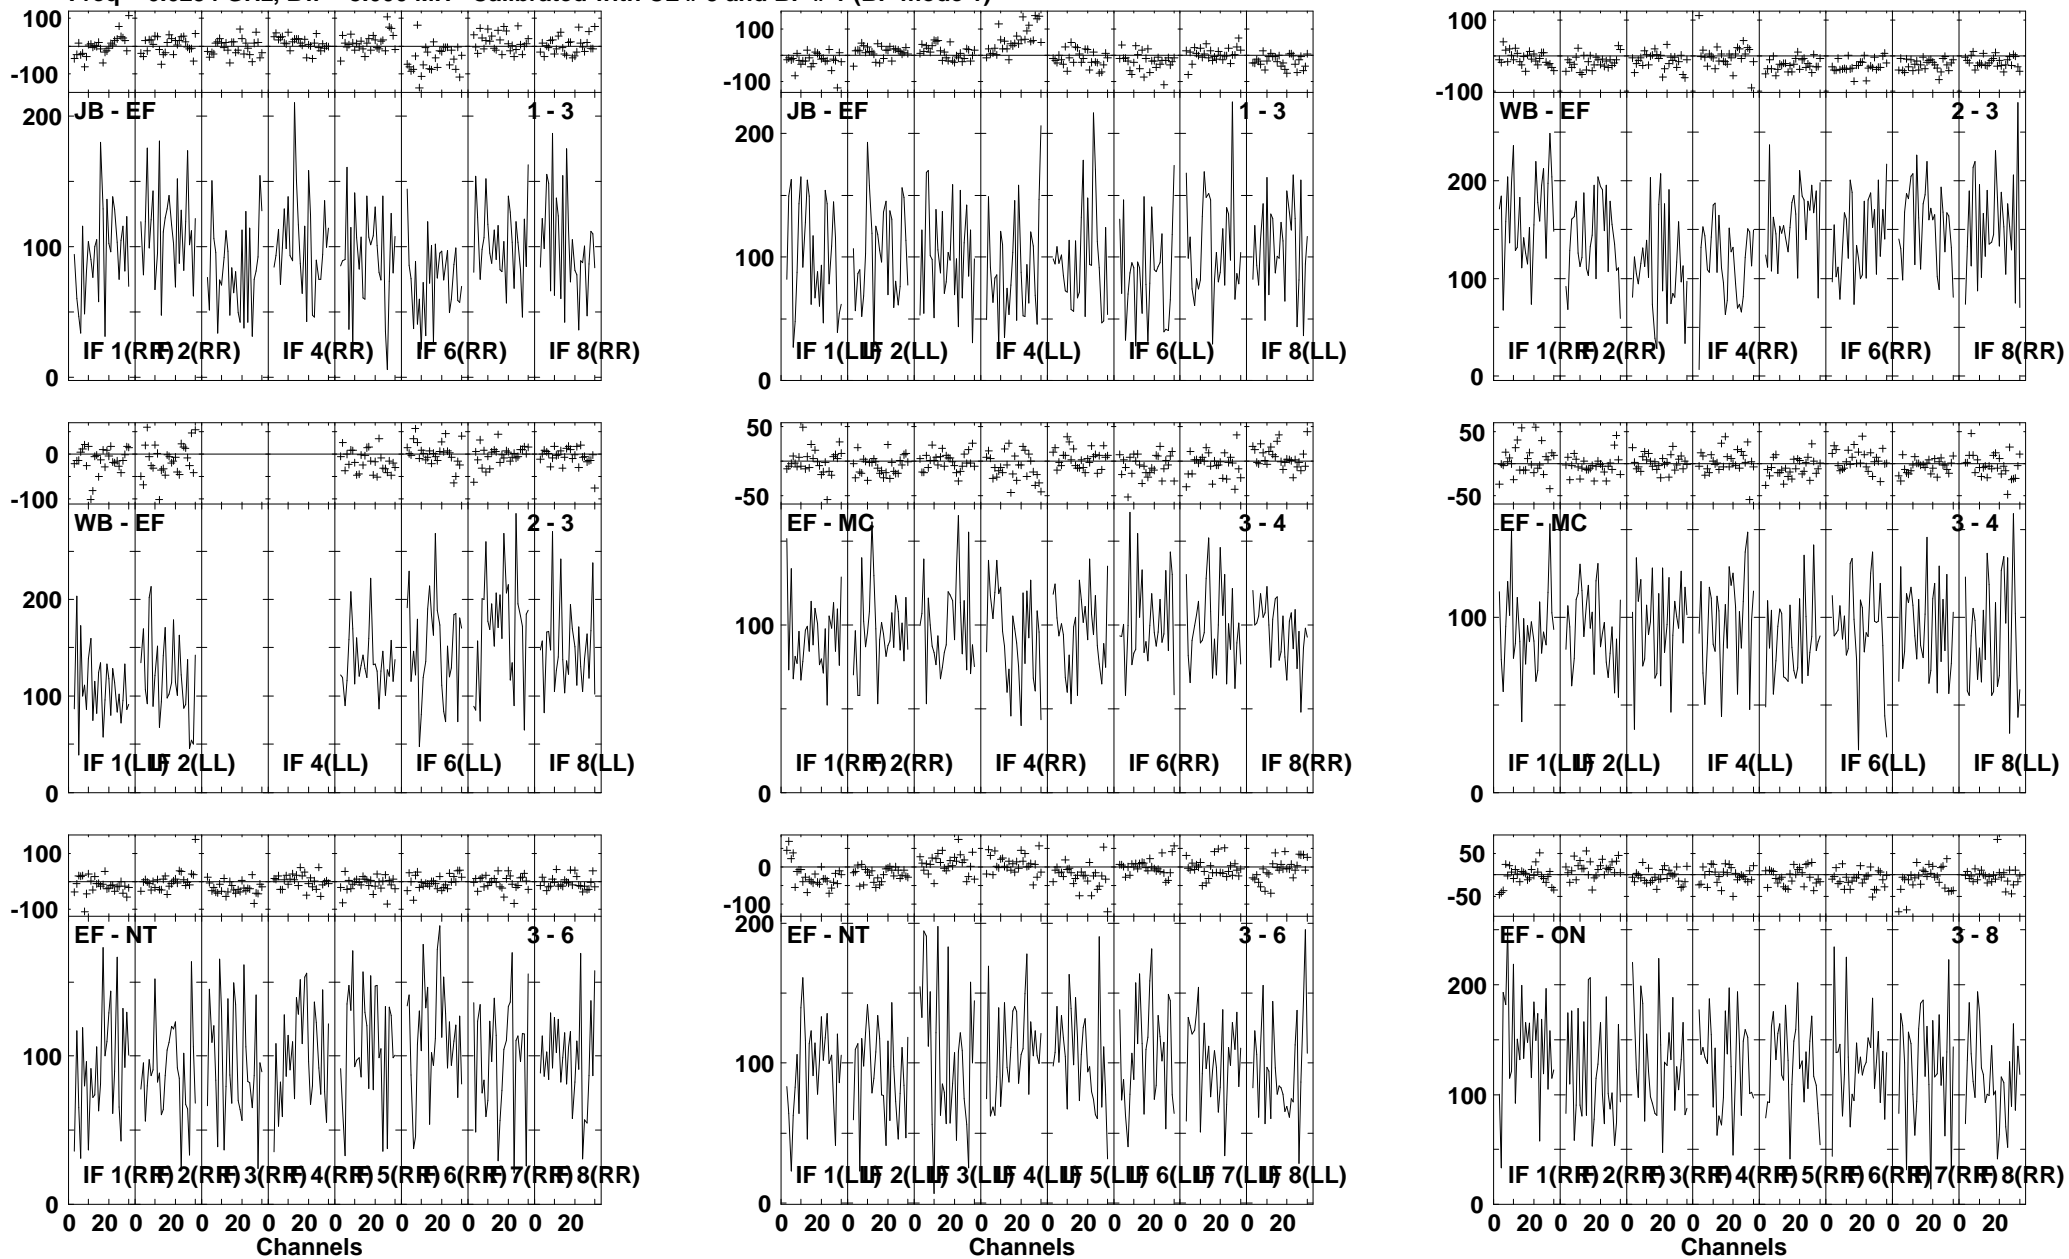 100
-100
JB - EF 1 - 3
200
100
0
IF 1(RR) IF 2(RR) IF 4(RR) IF 6(RR) IF 8(RR)
100
-100
JB - EF 1 - 3
200
100
0
IF 1(LL) IF 2(LL) IF 4(LL) IF 6(LL) IF 8(LL)
100
-100
WB - EF 2 - 3
200
100
0
IF 1(RR) IF 2(RR) IF 4(RR) IF 6(RR) IF 8(RR)
0
-100
WB - EF 2 - 3
200
100
0
IF 1(LL) IF 2(LL) IF 4(LL) IF 6(LL) IF 8(LL)
50
-50
EF - MC 3 - 4
100
0
IF 1(RR) IF 2(RR) IF 4(RR) IF 6(RR) IF 8(RR)
50
-50
EF - MC 3 - 4
100
0
IF 1(LL) IF 2(LL) IF 4(LL) IF 6(LL) IF 8(LL)
100
-100
EF - NT 3 - 6
100
0
IF 1(RR) IF 2(RR) IF 3(RR) IF 4(RR) IF 5(RR) IF 6(RR) IF 7(RR) IF 8(RR)
0 20 0 20 0 20 0 20 0 20 0 20 0 20 0 20
Channels
0
-100
EF - NT 3 - 6
200
100
0
IF 1(LL) IF 2(LL) IF 3(LL) IF 4(LL) IF 5(LL) IF 6(LL) IF 7(LL) IF 8(LL)
0 20 0 20 0 20 0 20 0 20 0 20 0 20 0 20
Channels
50
-50
EF - ON 3 - 8
200
100
0
IF 1(RR) IF 2(RR) IF 3(RR) IF 4(RR) IF 5(RR) IF 6(RR) IF 7(RR) IF 8(RR)
0 20 0 20 0 20 0 20 0 20 0 20 0 20 0 20
Channels